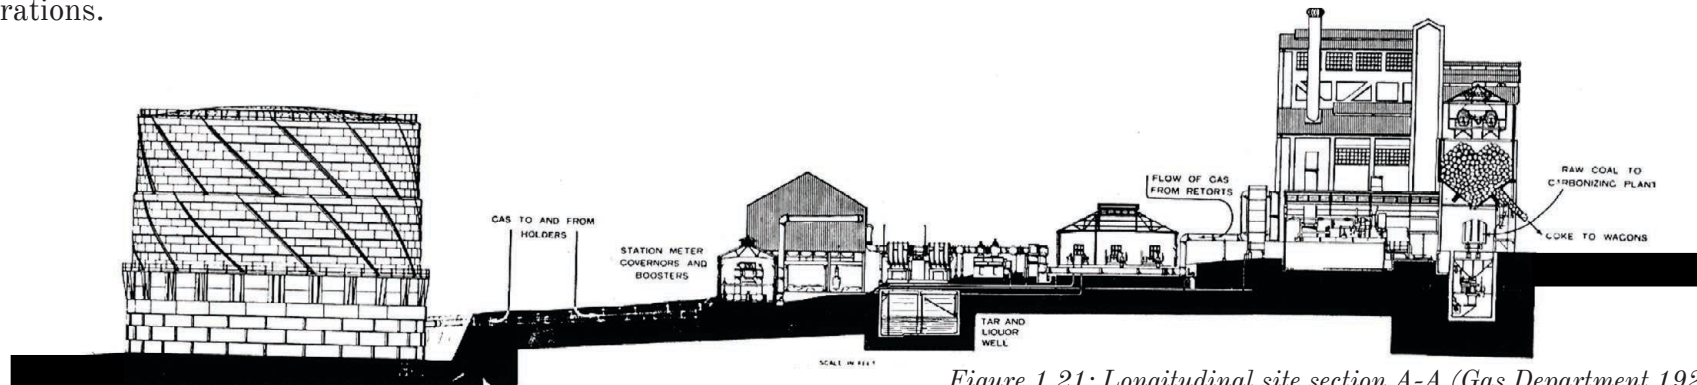 rations.
GAS TO AND FROM
HOLDERS
STATION METER
GOVERNORS AND
BOOSTERS
FLOW OF GAS
FROM RETORTS
RAW COAL TO
CARBONIZING PLANT
COKE TO WAGONS
TAR AND
LIQUOR
WELL
SCALE IN FEET
Figure 1.21: Longitudinal site section A-A (Gas Department 192